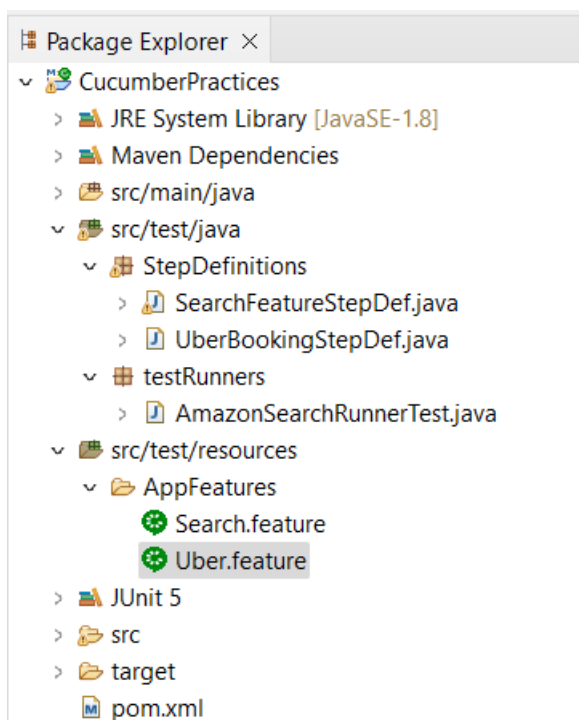 Package Explorer ×
CucumberPractices
JRE System Library [JavaSE-1.8]
Maven Dependencies
src/main/java
src/test/java
StepDefinitions
SearchFeatureStepDef.java
UberBookingStepDef.java
testRunners
AmazonSearchRunnerTest.java
src/test/resources
AppFeatures
Search.feature
Uber.feature
JUnit 5
src
target
pom.xml